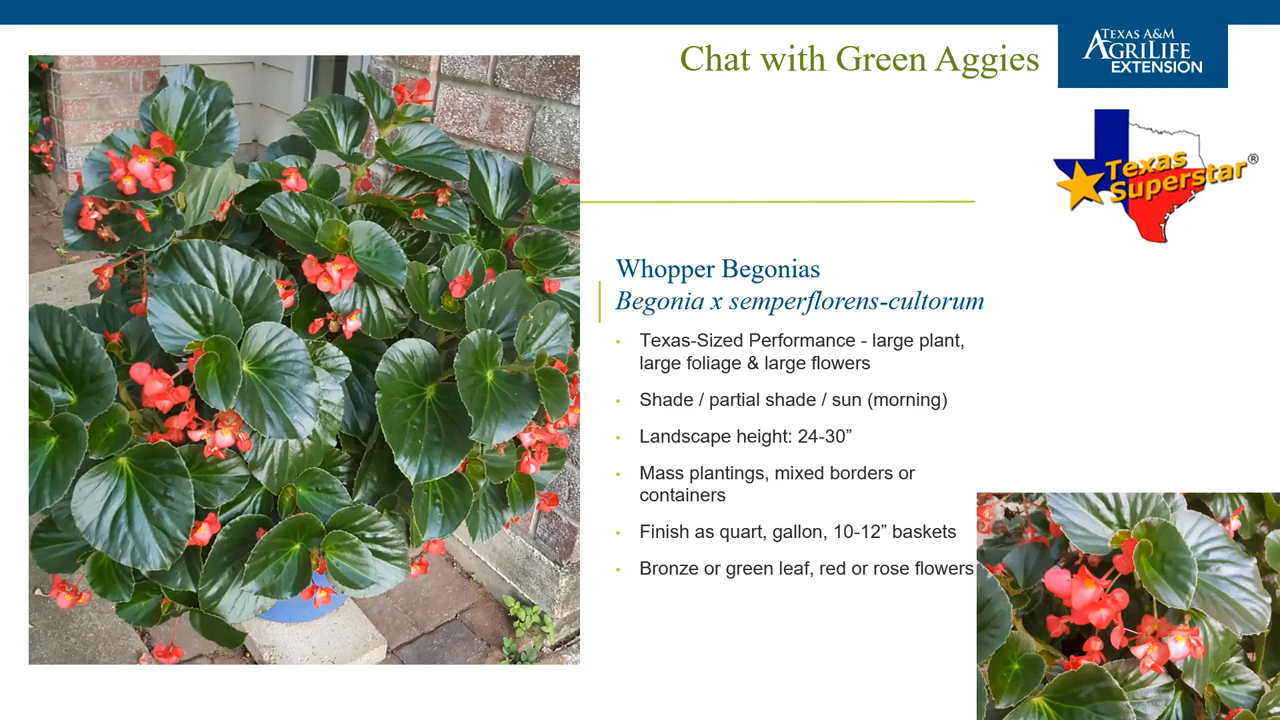 Chat with Green Aggies
TEXAS A&M
AGRILIFE
EXTENSION
Texas
Superstar®
Whopper Begonias
Begonia x semperflorens-cultorum
• Texas-Sized Performance - large plant,
large foliage & large flowers
• Shade / partial shade / sun (morning)
• Landscape height: 24-30”
• Mass plantings, mixed borders or
containers
• Finish as quart, gallon, 10-12” baskets
• Bronze or green leaf, red or rose flowers